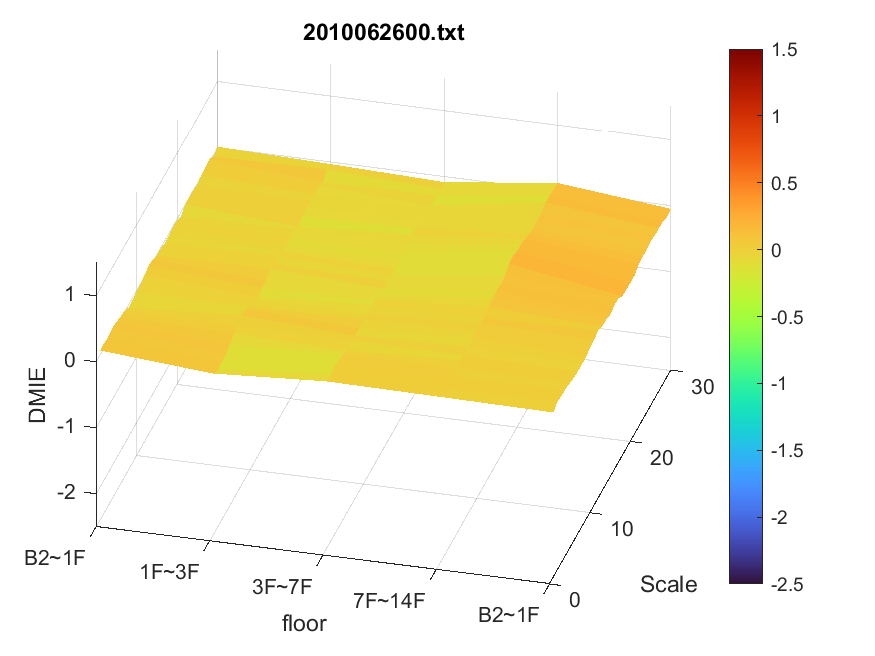 2010062600.txt
1.5
1
0.5
0
-0.5
-1
-1.5
-2
-2.5
1
0
-1
-2
DMIE
B2~1F
1F~3F
3F~7F
7F~14F
B2~1F
floor
0
10
20
30
Scale